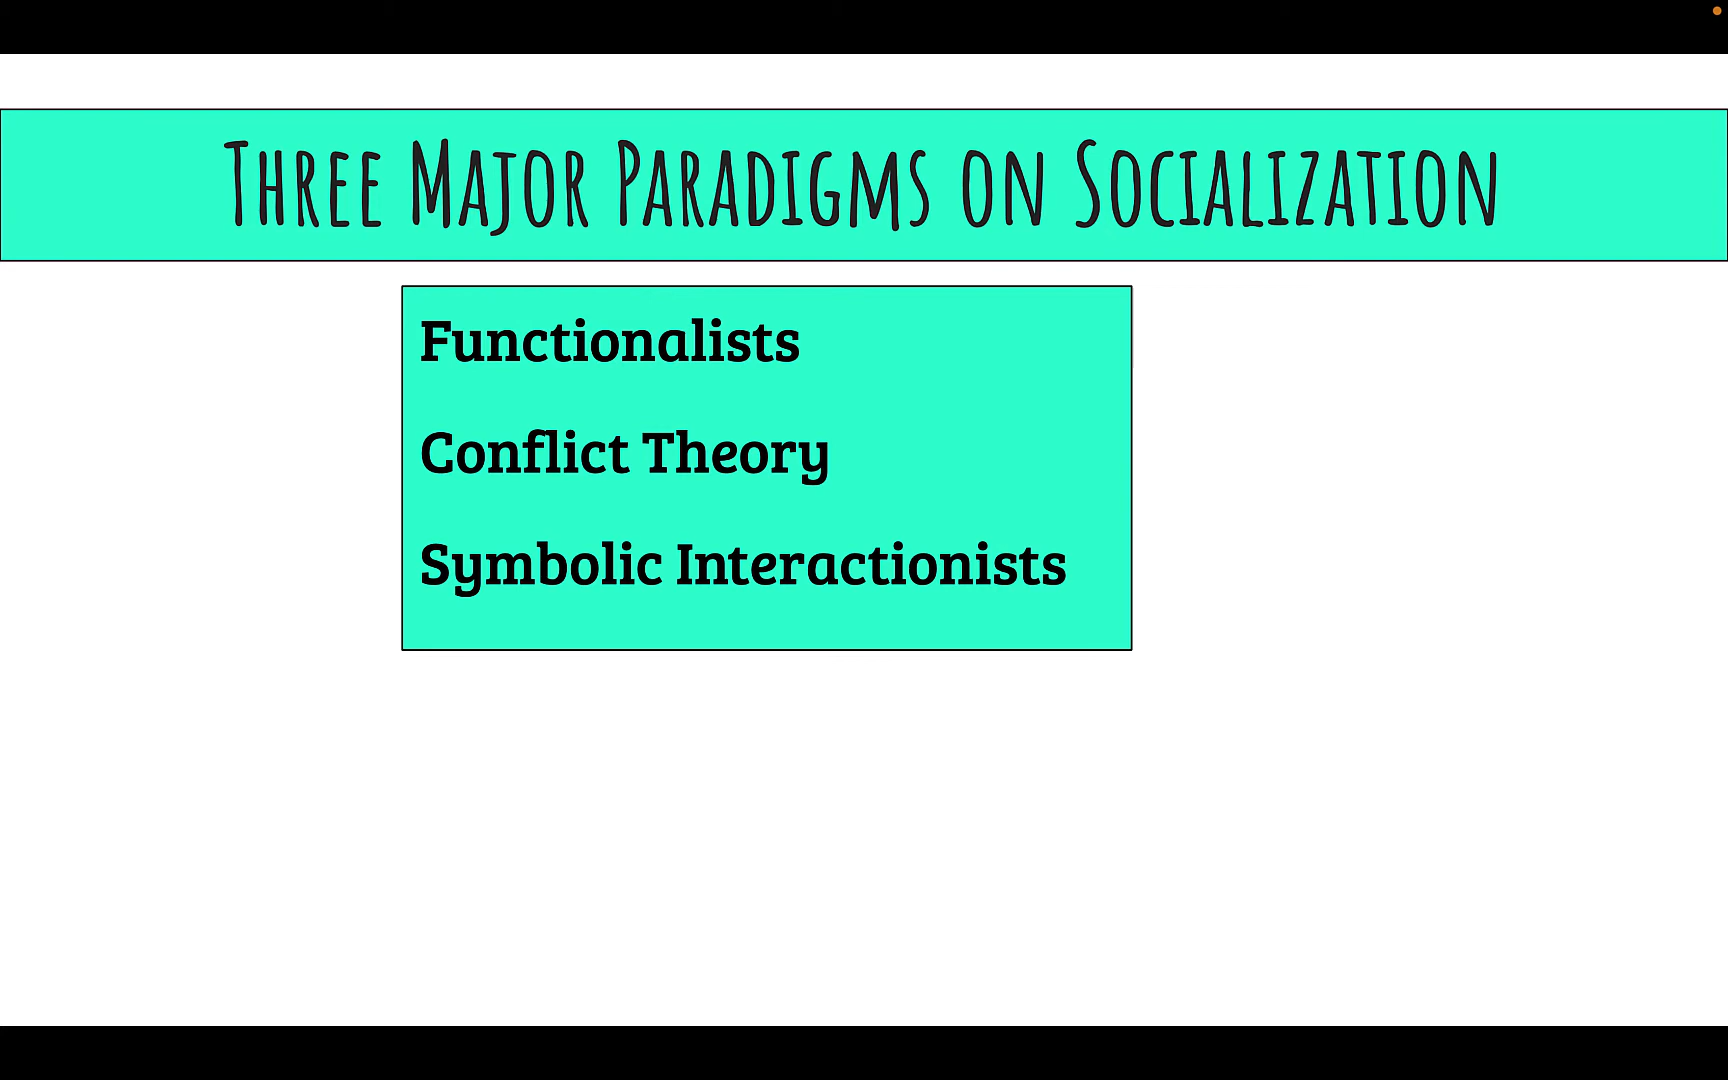 Three Major Paradigms on Socialization
Functionalists
Conflict Theory
Symbolic Interactionists